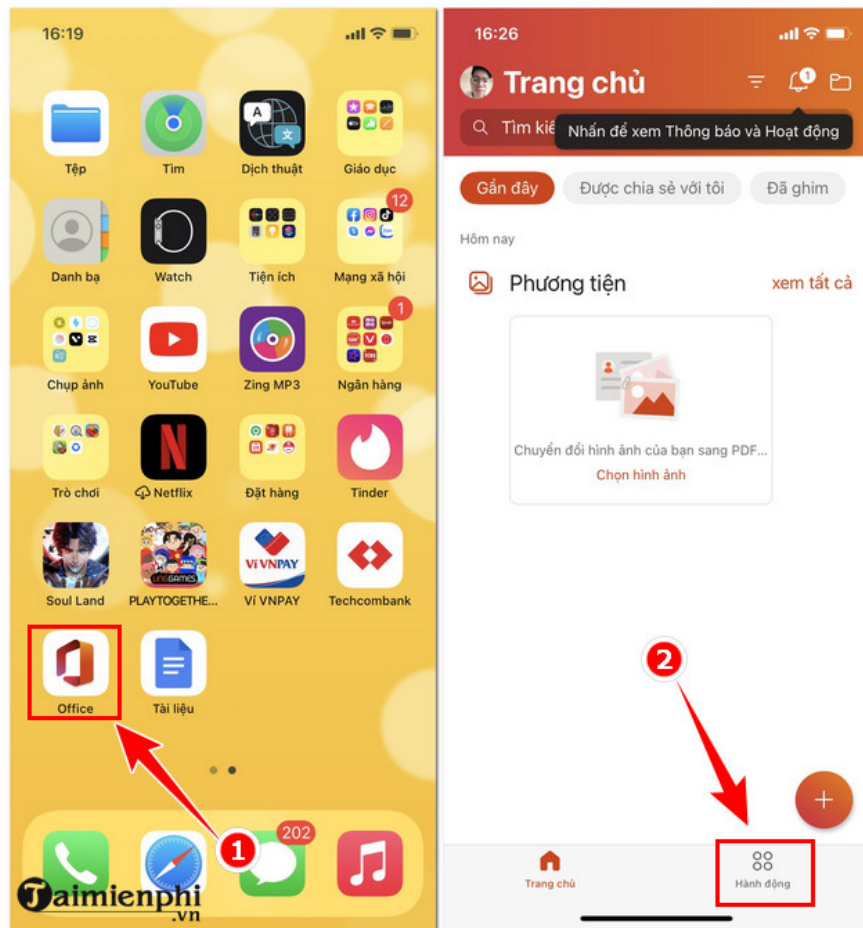 16:19
Tệp
Tìm
Dịch thuật
Giáo dục
12
Danh bạ
Watch
Tiện ích
Mạng xã hội
1
Chụp ảnh
YouTube
Zing MP3
Ngân hàng
Trò chơi
Netflix
Đặt hàng
Tinder
VÍ VNPAY
Soul Land
PLAYTOGETHE...
Ví VNPAY
Techcombank
Office
Tài liệu
1
202
Taimienphi
.vn
16:26
Trang chủ
1
Tìm kiế
Nhấn để xem Thông báo và Hoạt động
Gần đây
Được chia sẻ với tôi
Đã ghim
Hôm nay
Phương tiện
xem tất cả
Chuyển đổi hình ảnh của bạn sang PDF...
Chọn hình ảnh
2
Trang chủ
Hành động